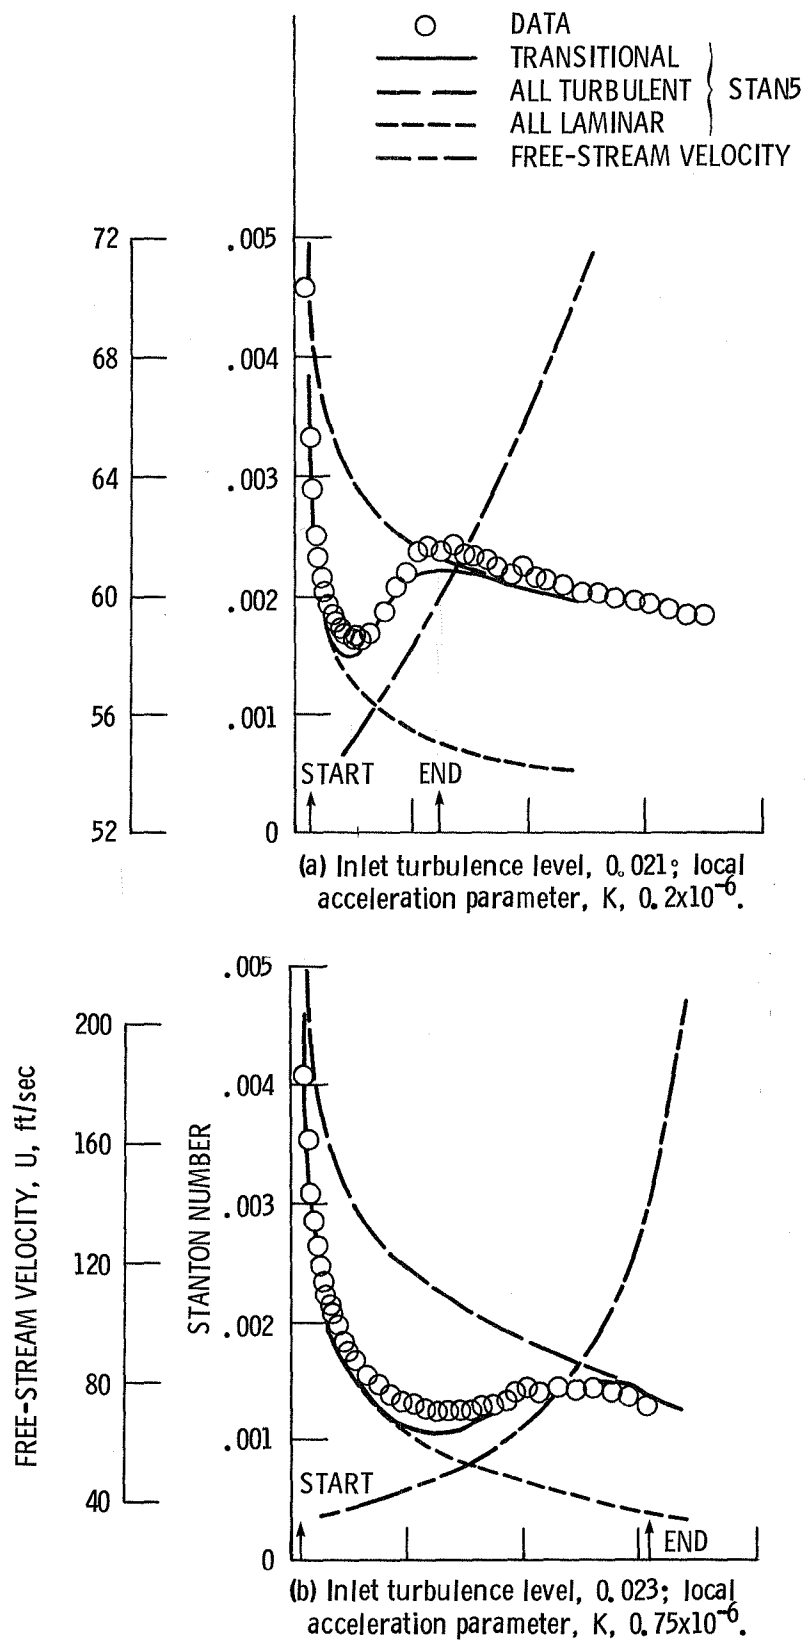 DATA
TRANSITIONAL
ALL TURBULENT
STAN5
ALL LAMINAR
FREE-STREAM VELOCITY
72
68
64
60
56
52
.005
.004
.003
.002
.001
0
START
END
(a) Inlet turbulence level, 0.021; local
acceleration parameter, K, 0.2x10-6.
FREE-STREAM VELOCITY, U, ft/sec
200
160
120
80
40
STANTON NUMBER
.005
.004
.003
.002
.001
0
START
END
(b) Inlet turbulence level, 0.023; local
acceleration parameter, K, 0.75x10-6.